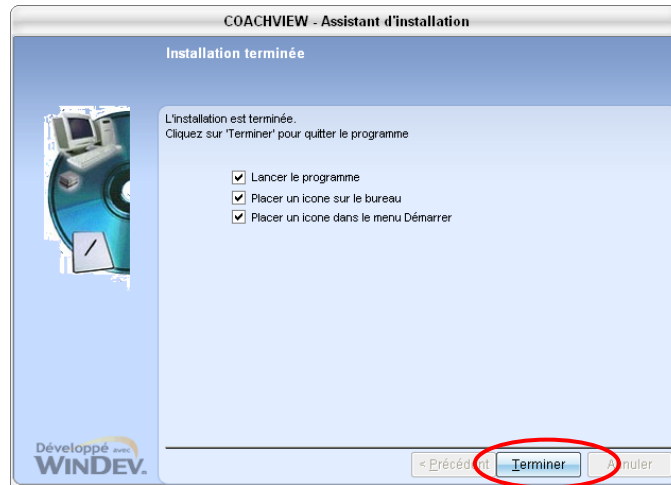 COACHVIEW - Assistant d'installation
Installation terminée
L'installation est terminée.
Cliquez sur 'Terminer' pour quitter le programme
Lancer le programme
Placer un icone sur le bureau
Placer un icone dans le menu Démarrer
Développé avec
WINDEV.
< Précédent Terminer Annuler